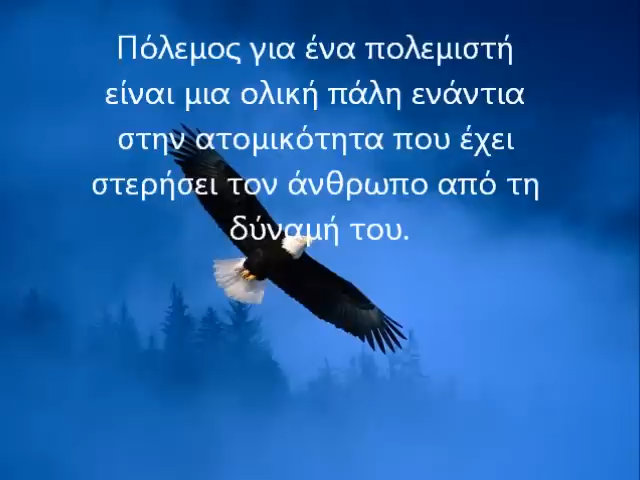 Πόλεμος για ένα πολεμιστή
είναι μια ολική πάλη ενάντια
στην ατομικότητα που έχει
στερήσει τον άνθρωπο από τη
δύναμή του.